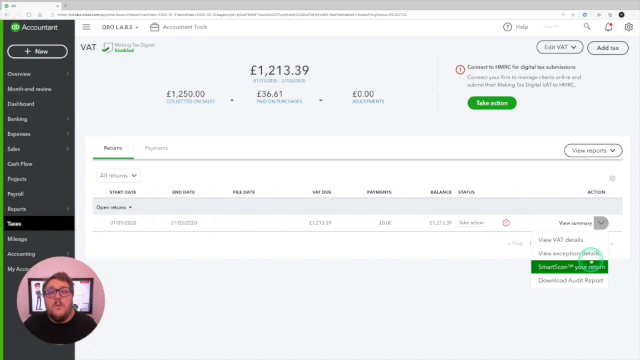 VAT
Accountant
QBO L.A.B.S.
Accountant Tools
Help
+ New
VAT
Making Tax Digital
Enabled
Edit VAT
Add tax
£1,213.39
01/01/2020 - 31/03/2020
£1,250.00
COLLECTED ON SALES
£36.61
PAID ON PURCHASES
£0.00
ADJUSTMENTS
Connect to HMRC for digital tax submissions
Connect your firm to manage clients online and
submit their Making Tax Digital VAT to HMRC.
Take action
Overview
Month-end review
Dashboard
Banking
Expenses
Sales
Cash Flow
Projects
Payroll
Reports
Taxes
Mileage
Accounting
My Acco
Returns
Payments
View reports
All returns
START DATE
END DATE
FILE DATE
VAT DUE
PAYMENTS
BALANCE
STATUS
ACTION
Open returns
01/01/2020
31/03/2020
£1,213.39
£0.00
£1,213.39
Take action
View summary
< First
View VAT details
View exception details
SmartScan™ your return
Download Audit Report